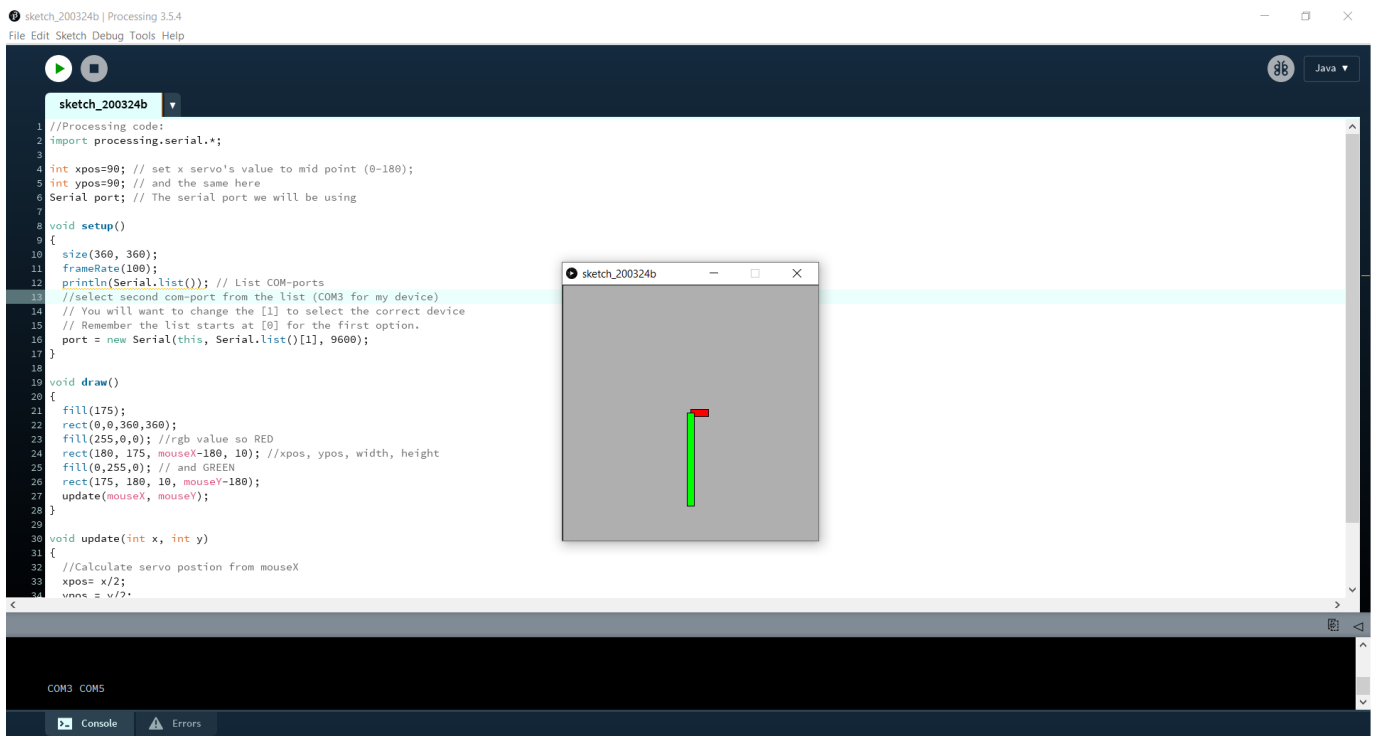 sketch_200324b | Processing 3.5.4
File Edit Sketch Debug Tools Help
Java ▼
sketch_200324b ▼
1 //Processing code:
2 import processing.serial.*;
3
4 int xpos=90; // set x servo's value to mid point (0-180);
5 int ypos=90; // and the same here
6 Serial port; // The serial port we will be using
7
8 void setup()
9 {
10 size(360, 360);
11 frameRate(100);
12 println(Serial.list()); // List COM-ports
13 //select second com-port from the list (COM3 for my device)
14 // You will want to change the [1] to select the correct device
15 // Remember the list starts at [0] for the first option.
16 port = new Serial(this, Serial.list()[1], 9600);
17 }
18
19 void draw()
20 {
21 fill(175);
22 rect(0,0,360,360);
23 fill(255,0,0); //rgb value so RED
24 rect(180, 175, mouseX-180, 10); //xpos, ypos, width, height
25 fill(0,255,0); // and GREEN
26 rect(175, 180, 10, mouseY-180);
27 update(mouseX, mouseY);
28 }
29
30 void update(int x, int y)
31 {
32 //Calculate servo postion from mouseX
33 xpos= x/2;
34 ypos = y/2;
sketch_200324b
COM3 COM5
Console Errors